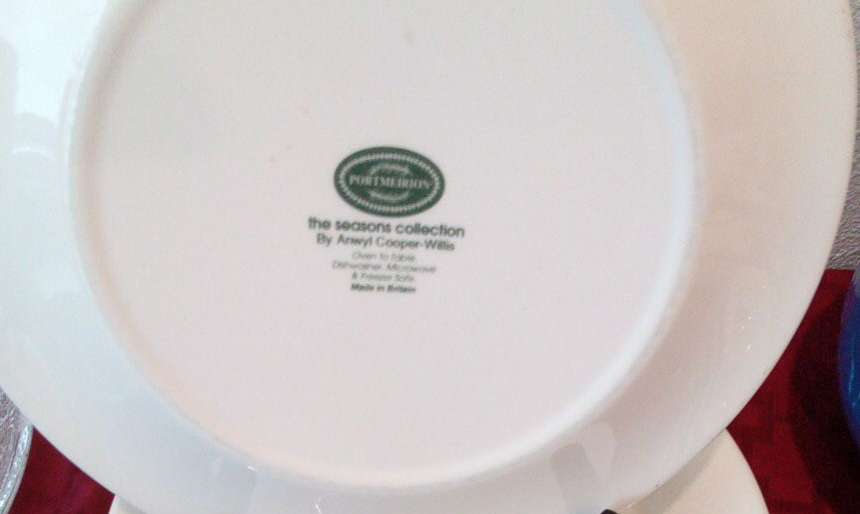 PORTMEIRION
the seasons collection
By Anwyl Cooper-Willis
Oven To Table,
Dishwasher, Microwave
& Freezer Safe.
Made in Britain